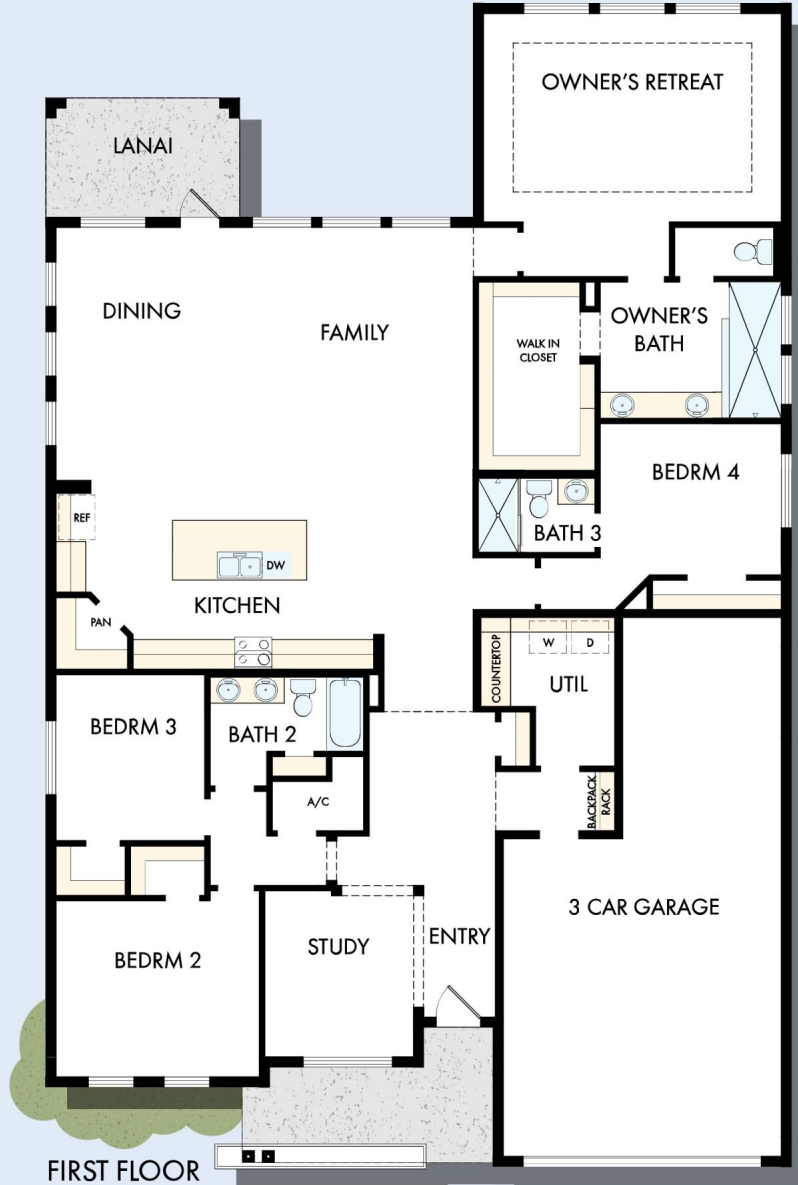 OWNER'S RETREAT
LANAI
DINING
FAMILY
WALK IN
CLOSET
OWNER'S
BATH
BEDRM 4
REF
BATH 3
DW
PAN
KITCHEN
COUNTERTOP
W
D
UTIL
BEDRM 3
BATH 2
A/C
BACKPACK
RACK
3 CAR GARAGE
BEDRM 2
STUDY
ENTRY
FIRST FLOOR